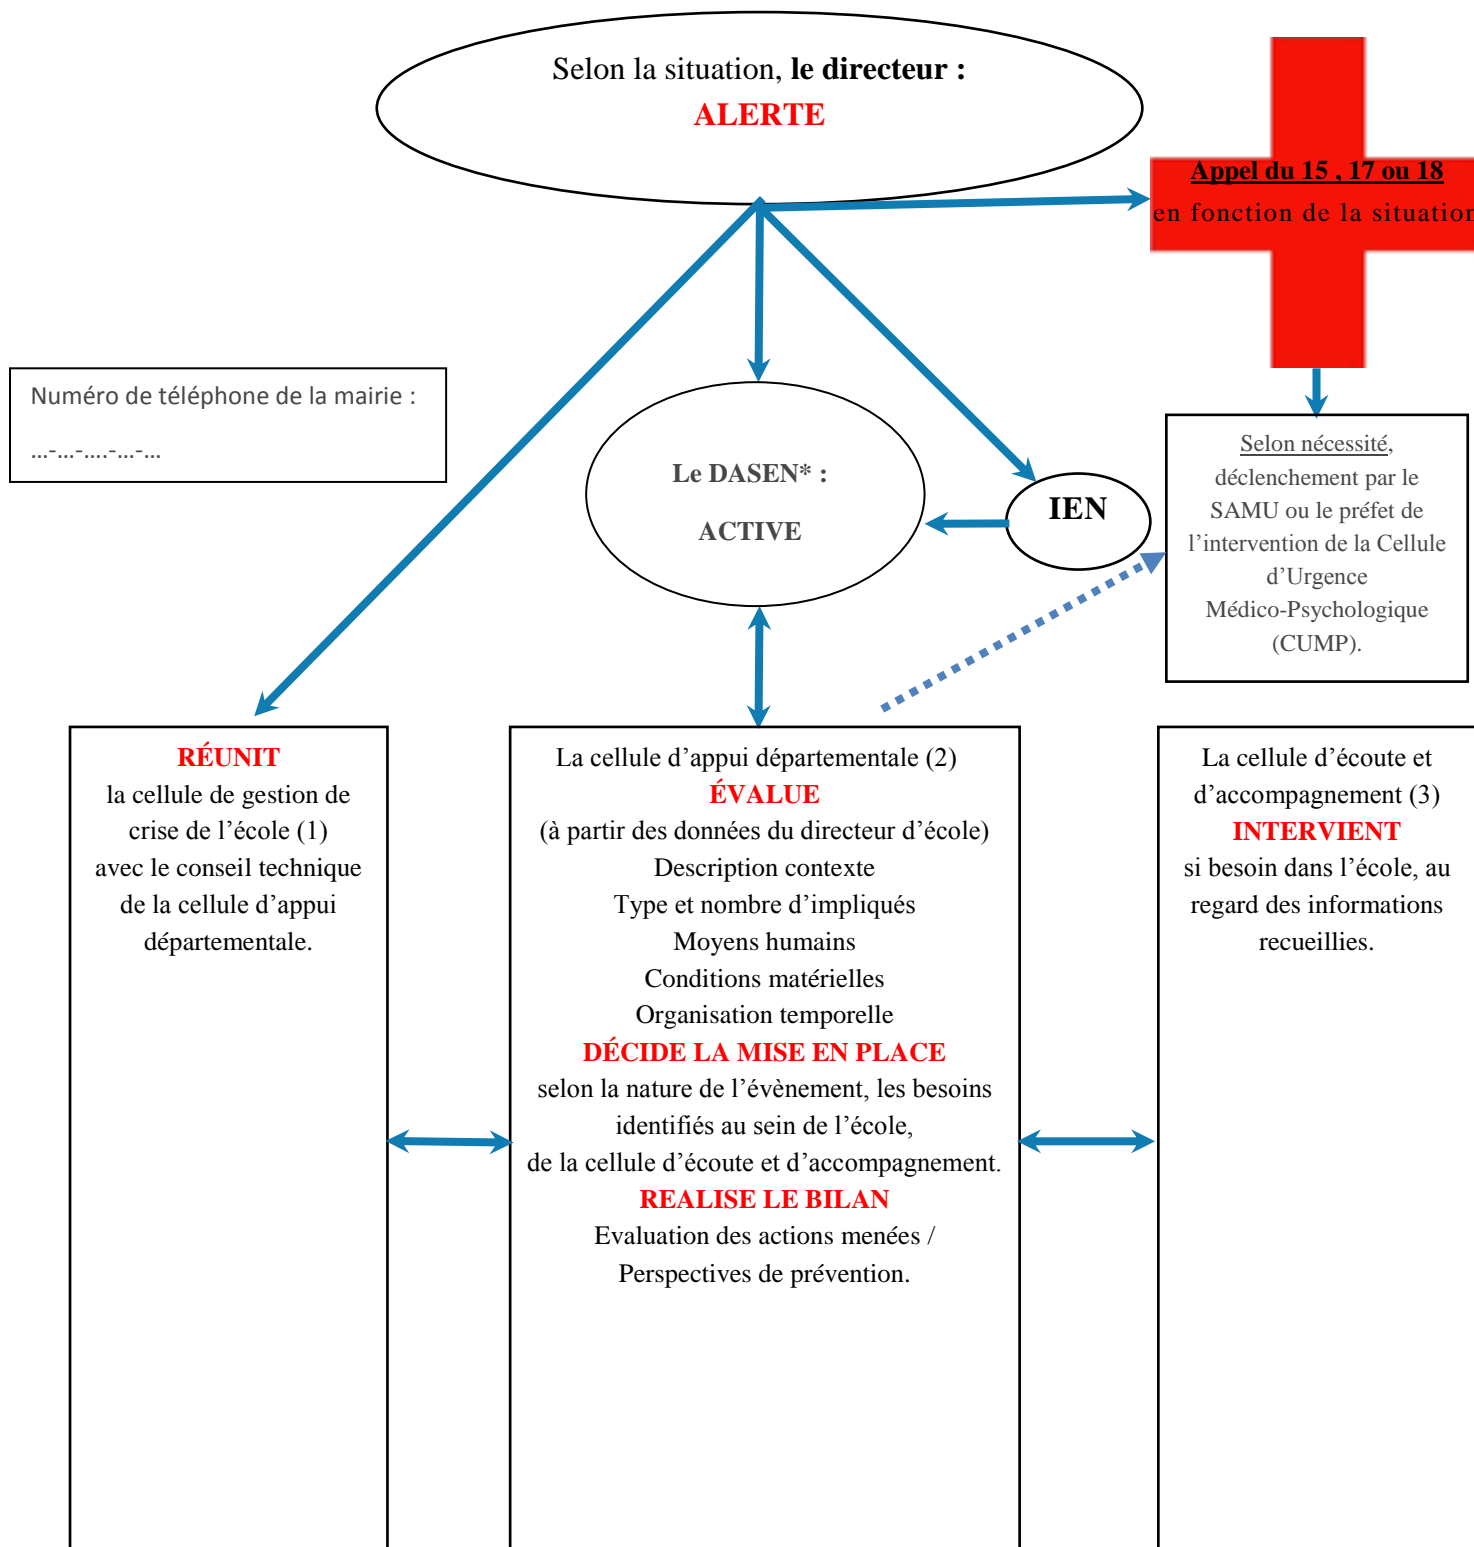 Selon la situation, le directeur :
ALERTE
Appel du 15 , 17 ou 18
en fonction de la situation
Numéro de téléphone de la mairie :
...-...-....-...-...
Le DASEN* :
ACTIVE
IEN
Selon nécessité,
déclenchement par le
SAMU ou le préfet de
l’intervention de la Cellule
d’Urgence
Médico-Psychologique
(CUMP).
RÉUNIT
la cellule de gestion de
crise de l’école (1)
avec le conseil technique
de la cellule d’appui
départementale.
La cellule d’appui départementale (2)
ÉVALUE
(à partir des données du directeur d’école)
Description contexte
Type et nombre d’impliqués
Moyens humains
Conditions matérielles
Organisation temporelle
DÉCIDE LA MISE EN PLACE
selon la nature de l’évènement, les besoins
identifiés au sein de l’école,
de la cellule d’écoute et d’accompagnement.
REALISE LE BILAN
Evaluation des actions menées /
Perspectives de prévention.
La cellule d’écoute et
d’accompagnement (3)
INTERVIENT
si besoin dans l’école, au
regard des informations
recueillies.